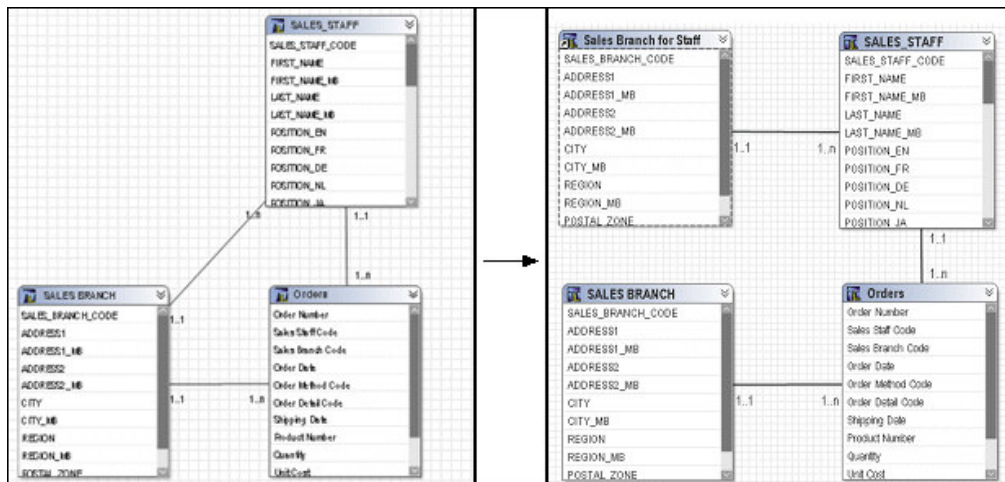 SALES_STAFF
SALES_STAFF_CODE
FIRST_NAME
FIRST_NAME_MB
LAST_NAME
LAST_NAME_MB
POSITION_EN
POSITION_FR
POSITION_DE
POSITION_NL
POSITION_JA
1..n
1..1
1..n
SALES BRANCH
SALES_BRANCH_CODE
ADDRESS1
ADDRESS1_MB
ADDRESS2
ADDRESS2_MB
CITY
CITY_MB
REGION
REGION_MB
POSTAL_ZONE
1..1
1..1
1..n
Orders
Order Number
Sales Staff Code
Sales Branch Code
Order Date
Order Method Code
Order Detail Code
Shipping Date
Product Number
Quantity
Unit Cost
Sales Branch for Staff
SALES_BRANCH_CODE
ADDRESS1
ADDRESS1_MB
ADDRESS2
ADDRESS2_MB
CITY
CITY_MB
REGION
REGION_MB
POSTAL_ZONE
1..1
1..n
SALES_STAFF
SALES_STAFF_CODE
FIRST_NAME
FIRST_NAME_MB
LAST_NAME
LAST_NAME_MB
POSITION_EN
POSITION_FR
POSITION_DE
POSITION_NL
POSITION_JA
1..1
1..n
SALES BRANCH
SALES_BRANCH_CODE
ADDRESS1
ADDRESS1_MB
ADDRESS2
ADDRESS2_MB
CITY
CITY_MB
REGION
REGION_MB
POSTAL_ZONE
1..1
1..n
Orders
Order Number
Sales Staff Code
Sales Branch Code
Order Date
Order Method Code
Order Detail Code
Shipping Date
Product Number
Quantity
Unit Cost